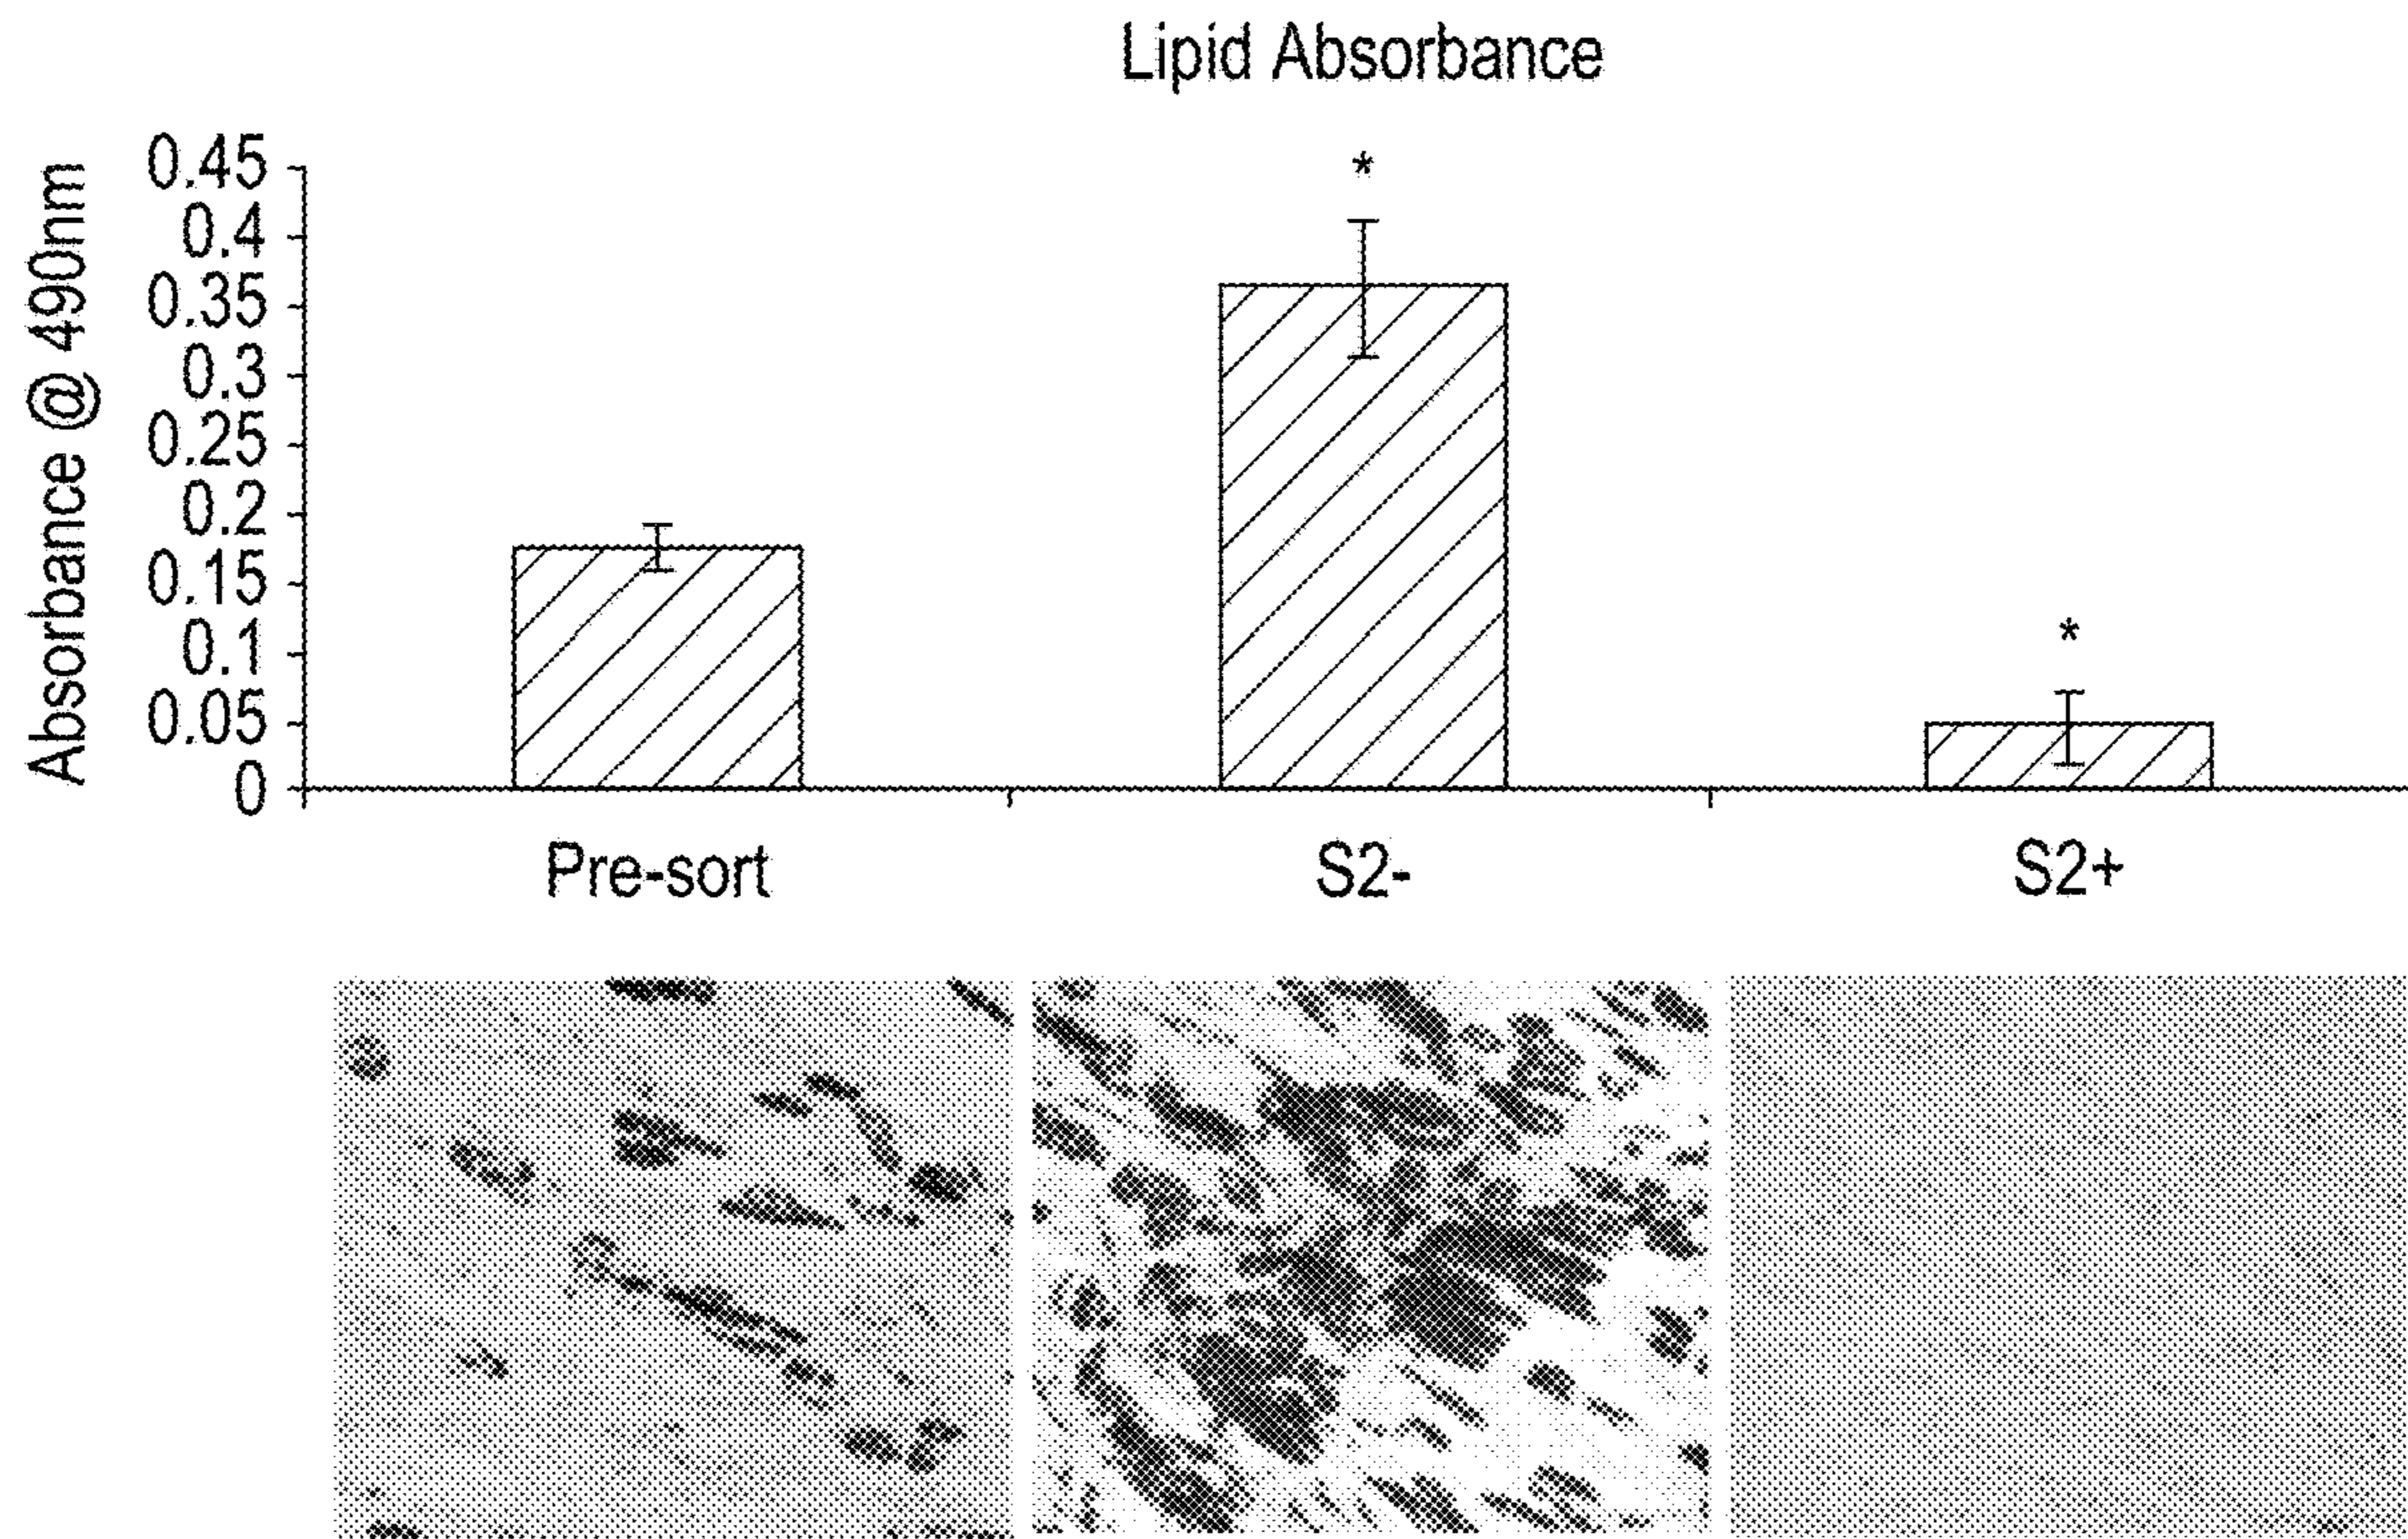 Lipid Absorbance
Absorbance @ 490nm
0.45
0.4
0.35
0.3
0.25
0.2
0.15
0.1
0.05
0
*
*
Pre-sort
S2-
S2+